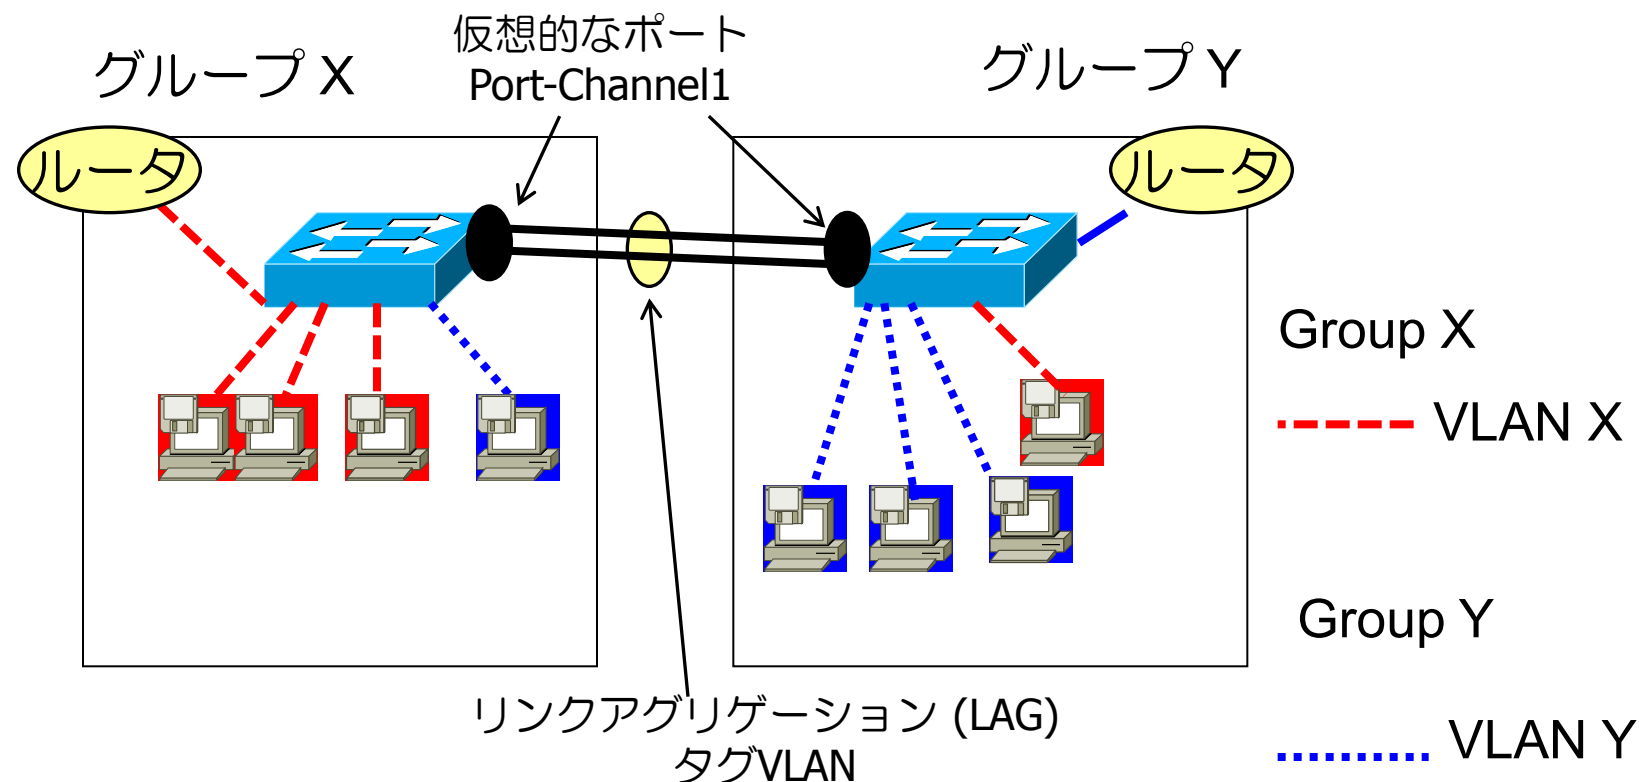 仮想的なポート
Port-Channel1
グループ X
グループ Y
ルータ
ルータ
Group X
VLAN X
Group Y
VLAN Y
リンクアグリゲーション (LAG)
タグVLAN